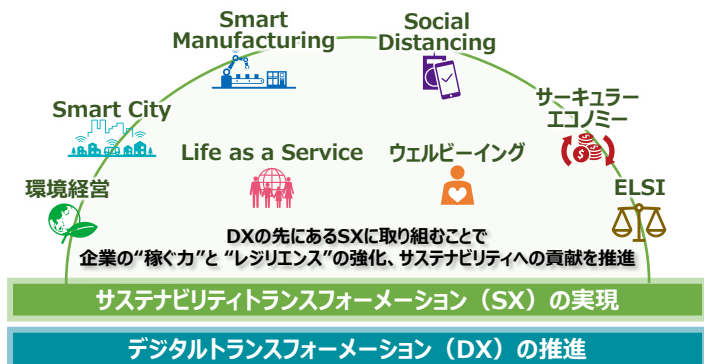 Smart
Manufacturing
Social
Distancing
Smart City
サーキュラー
エコノミー
Life as a Service
ウェルビーイング
環境経営
ELSI
DXの先にあるSXに取り組むことで
企業の“稼ぐ力”と “レジリエンス”の強化、サステナビリティへの貢献を推進
サステナビリティトランスフォーメーション（SX）の実現
デジタルトランスフォーメーション（DX）の推進